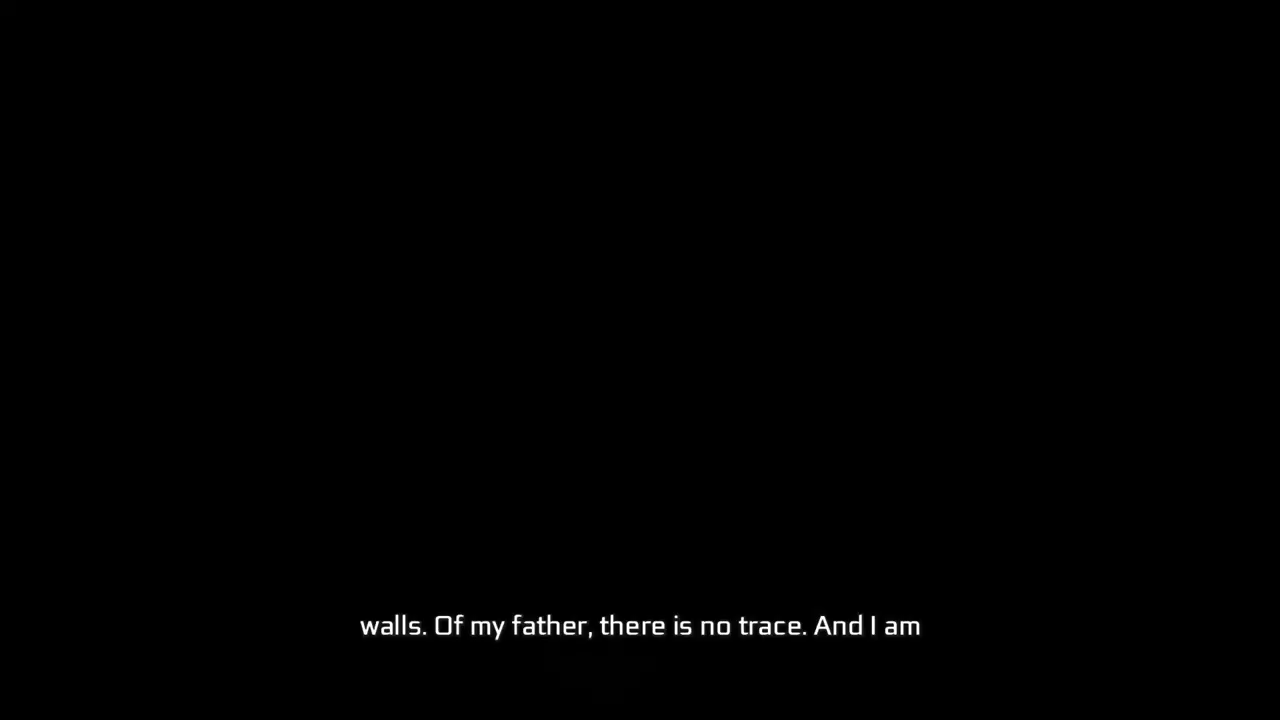 walls. Of my father, there is no trace. And I am